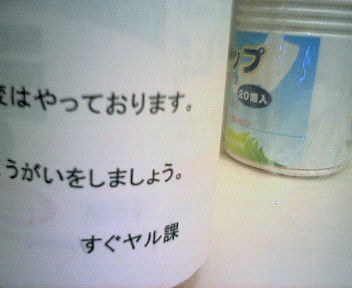 はやっております。
うがいをしましょう。
すぐヤル課
ップ
20個入